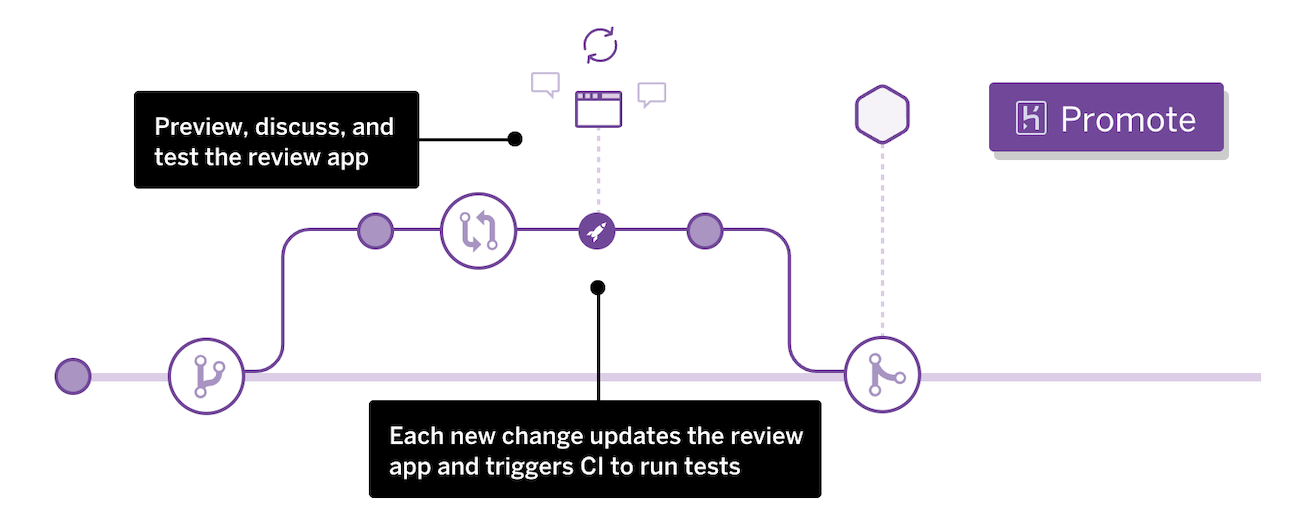 Preview, discuss, and
test the review app
Promote
Each new change updates the review
app and triggers CI to run tests